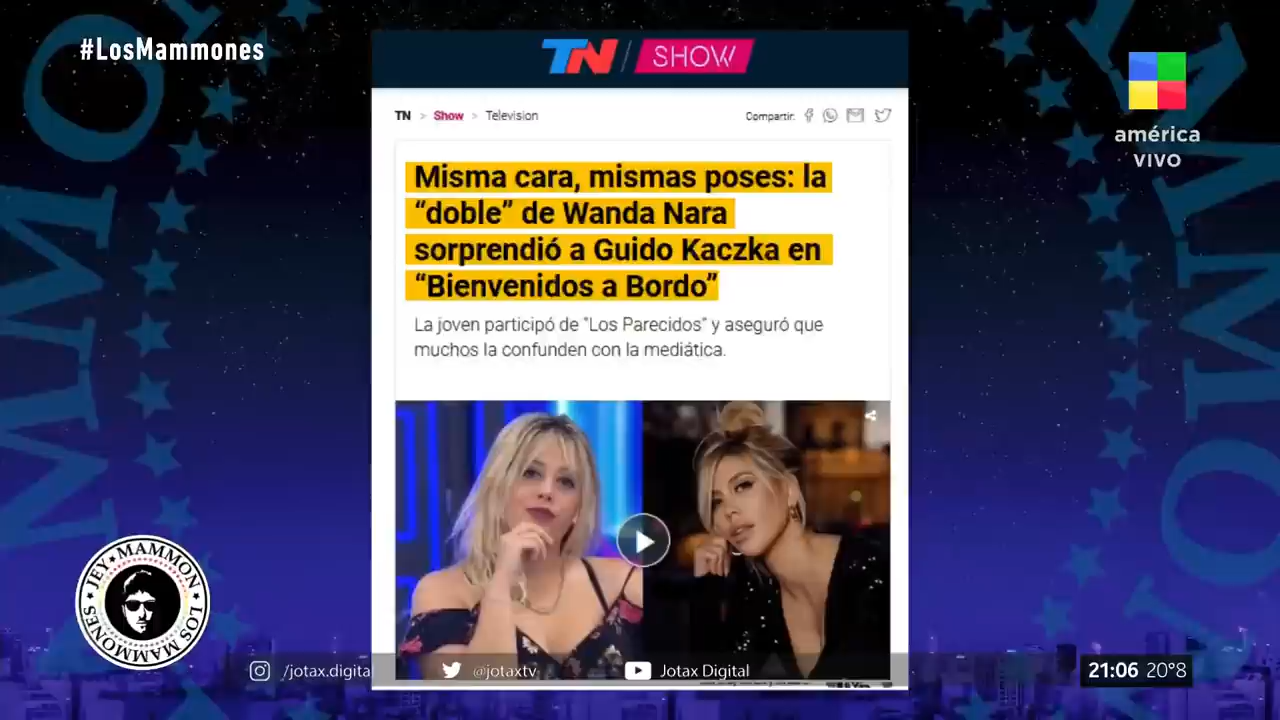 #LosMammones
TN / SHOW
TN > Show > Television
Compartir:
Misma cara, mismas poses: la
“doble” de Wanda Nara
sorprendió a Guido Kaczka en
“Bienvenidos a Bordo”
La joven participó de "Los Parecidos" y aseguró que
muchos la confunden con la mediática.
américa
VIVO
JEY MAMMON
LOS MAMMONES
/jotax.digita
@jotaxtv
Jotax Digital
21:06 20°8